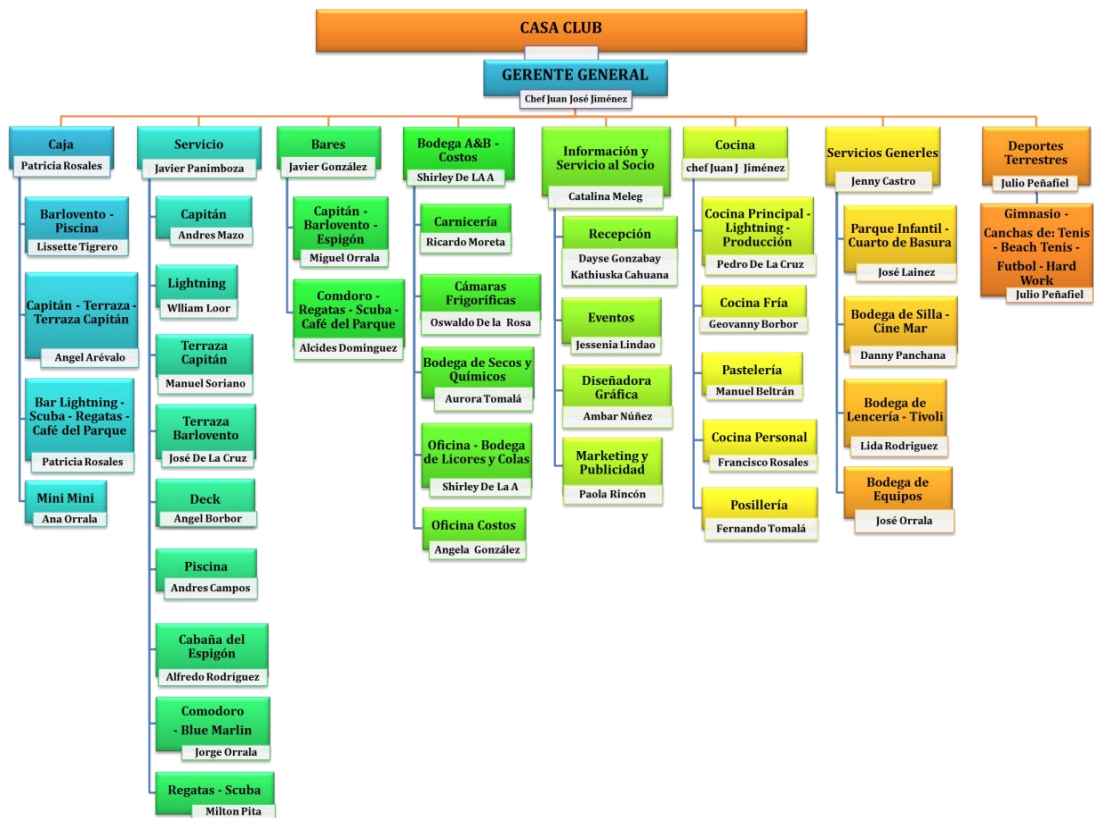 CASA CLUB
GERENTE GENERAL
Chef Juan José Jiménez
Caja
Patricia Rosales
Barlovento -
Piscina
Lissette Tigrero
Capitán - Terraza -
Terraza Capitán
Angel Arévalo
Bar Lightning -
Scuba - Regatas -
Café del Parque
Patricia Rosales
Mini Mini
Ana Orrala
Servicio
Javier Panimboza
Capitán
Andres Mazo
Lightning
Wlliam Loor
Terraza
Capitán
Manuel Soriano
Terraza
Barlovento
José De La Cruz
Deck
Angel Borbor
Piscina
Andres Campos
Cabaña del
Espigón
Alfredo Rodríguez
Comodoro
- Blue Marlin
Jorge Orrala
Regatas - Scuba
Milton Pita
Bares
Javier González
Capitán -
Barlovento -
Espigón
Miguel Orrala
Comdoro -
Regatas - Scuba -
Café del Parque
Alcides Dominguez
Bodega A&B -
Costos
Shirley De LA A
Carnicería
Ricardo Moreta
Cámaras
Frigoríficas
Oswaldo De la Rosa
Bodega de Secos y
Químicos
Aurora Tomalá
Oficina - Bodega
de Licores y Colas
Shirley De la A
Oficina Costos
Angela González
Información y
Servicio al Socio
Catalina Meleg
Recepción
Dayse Gonzabay
Kathiuska Cahuana
Eventos
Jessenia Lindao
Diseñadora
Gráfica
Ambar Núñez
Marketing y
Publicidad
Paola Rincón
Cocina
chef Juan J Jiménez
Cocina Principal -
Lightning -
Producción
Pedro De La Cruz
Cocina Fría
Geovanny Borbor
Pastelería
Manuel Beltrán
Cocina Personal
Francisco Rosales
Posillería
Fernando Tomalá
Servicios Generles
Jenny Castro
Parque Infantil -
Cuarto de Basura
José Lainez
Bodega de Silla -
Cine Mar
Danny Panchana
Bodega de
Lencería - Tivoli
Lida Rodriguez
Bodega de
Equipos
José Orrala
Deportes
Terrestres
Julio Peñafiel
Gimnasio -
Canchas de: Tenis
- Beach Tenis -
Futbol - Hard
Work
Julio Peñafiel